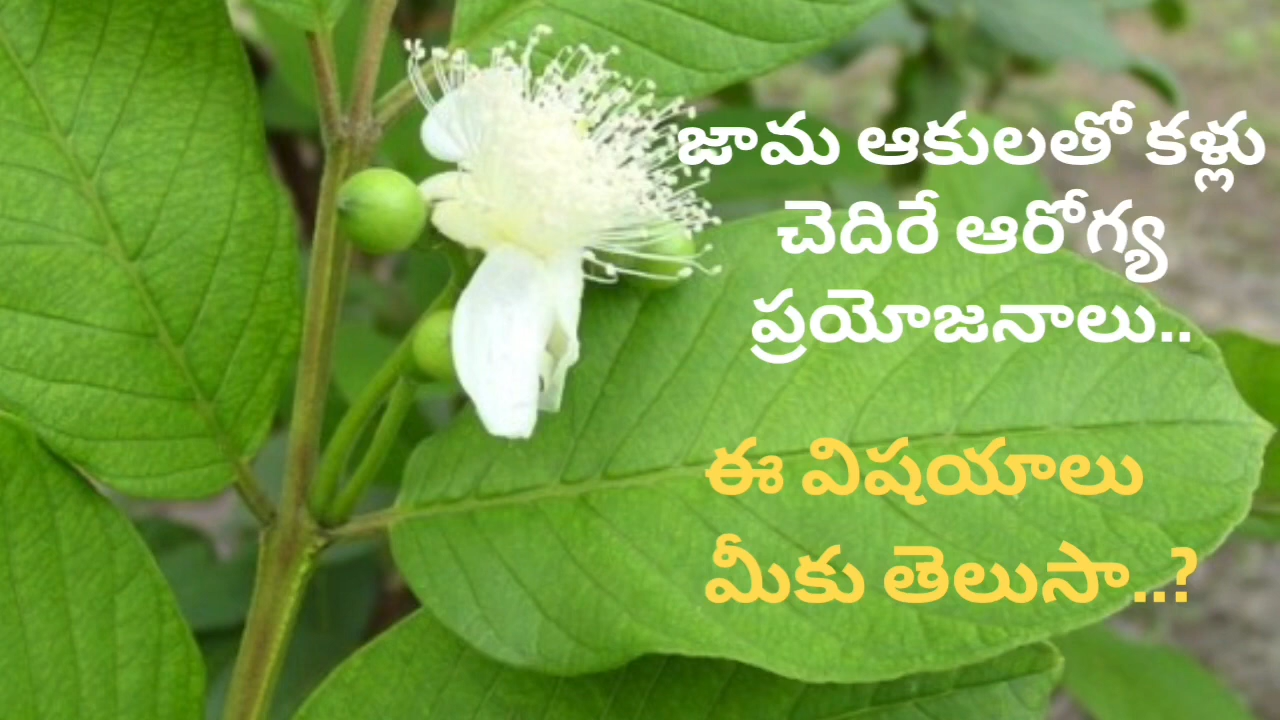 జామ ఆకులతో కళ్లు
చెదిరే ఆరోగ్య
ప్రయోజనాలు..
ఈ విషయాలు
మీకు తెలుసా..?